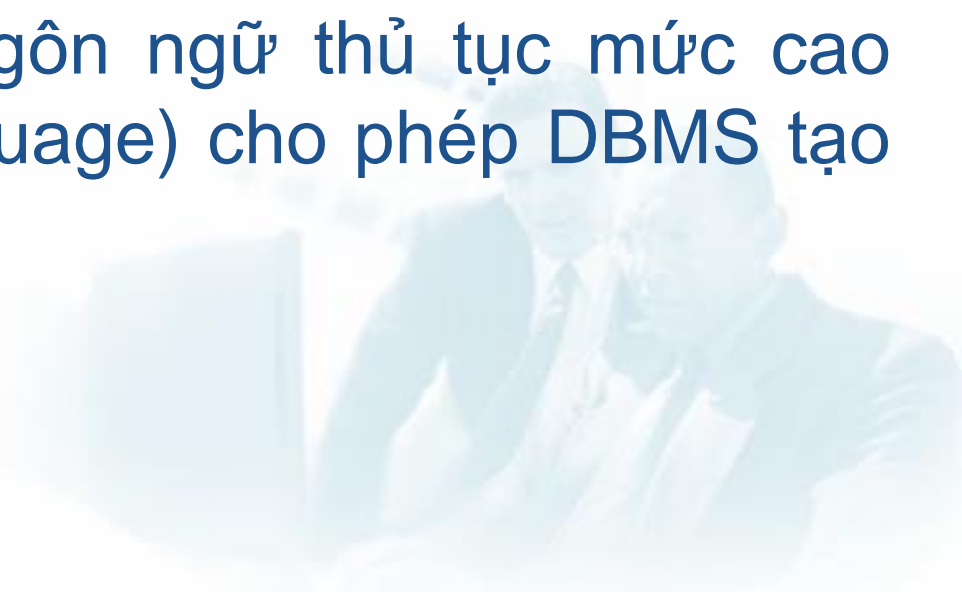 gôn ngữ thủ tục mức cao
uage) cho phép DBMS tạo